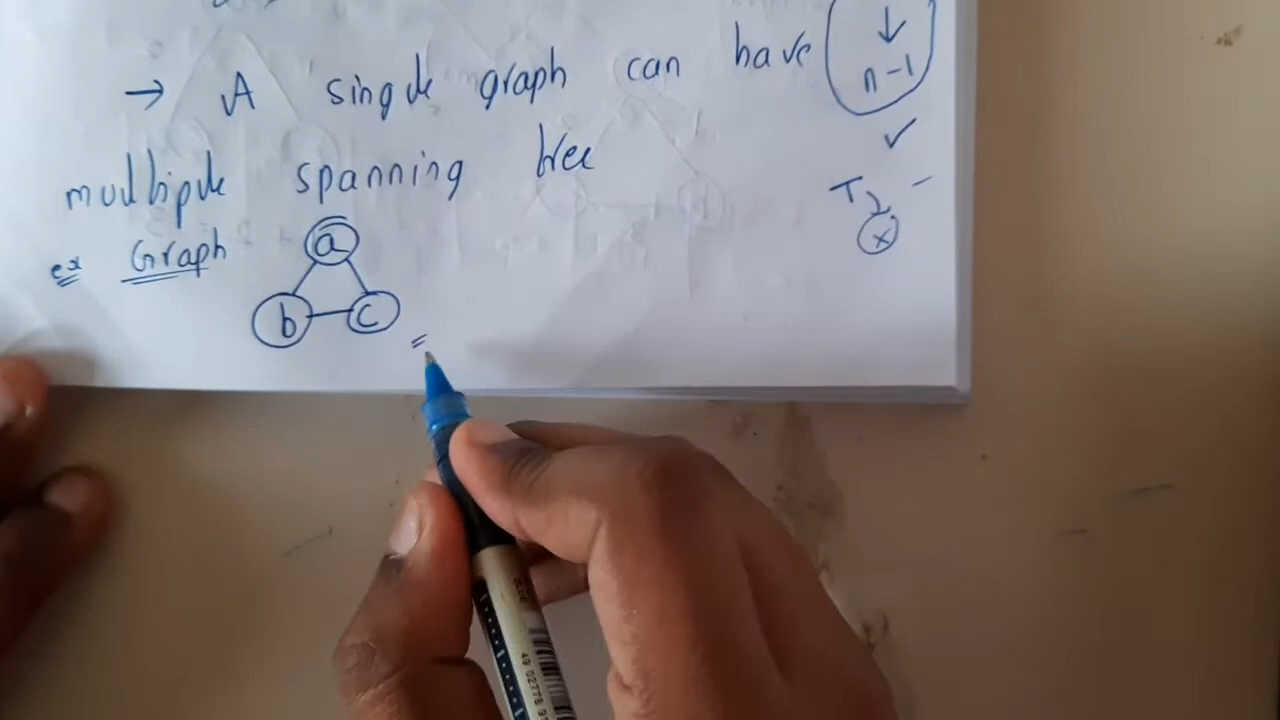 → A single graph can have
multiple spanning tree
ex Graph
a
b c
↓
n-1
✓
T2 -
x